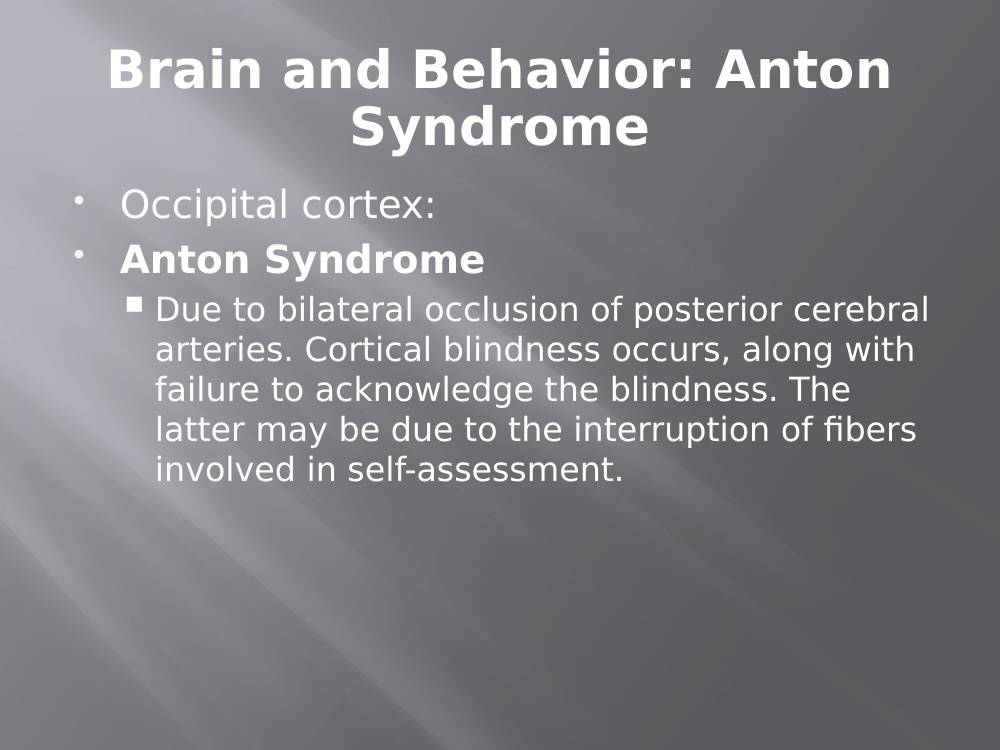 Brain and Behavior: Anton
Syndrome
• Occipital cortex:
• Anton Syndrome
■ Due to bilateral occlusion of posterior cerebral
arteries. Cortical blindness occurs, along with
failure to acknowledge the blindness. The
latter may be due to the interruption of fibers
involved in self-assessment.